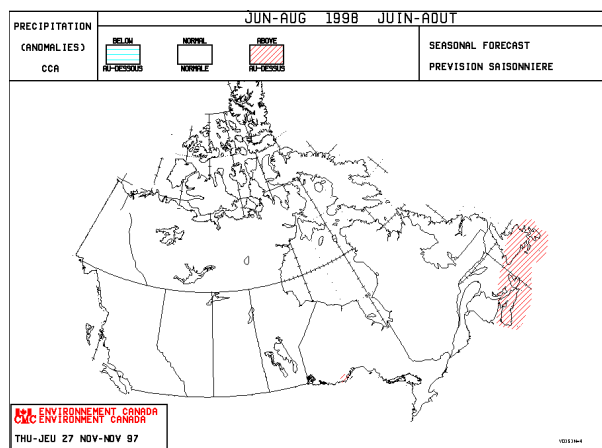 PRECIPITATION
(ANOMALIES)
CCA
BELOW
AU-DESSOUS
NORMAL
NORMALE
ABOVE
AU-DESSUS
JUN-AUG 1998 JUIN-AOUT
SEASONAL FORECAST
PREVISION SAISONNIERE
CMC ENVIRONNEMENT CANADA
ENVIRONMENT CANADA
THU-JEU 27 NOV-NOV 97